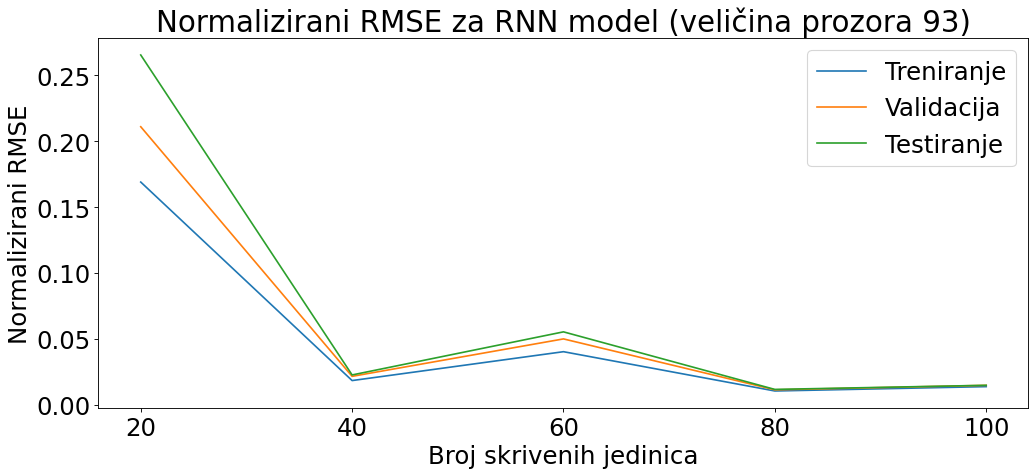 Normalizirani RMSE za RNN model (veličina prozora 93)
Treniranje
Validacija
Testiranje
Normalizirani RMSE
0.25
0.20
0.15
0.10
0.05
0.00
20 40 60 80 100
Broj skrivenih jedinica